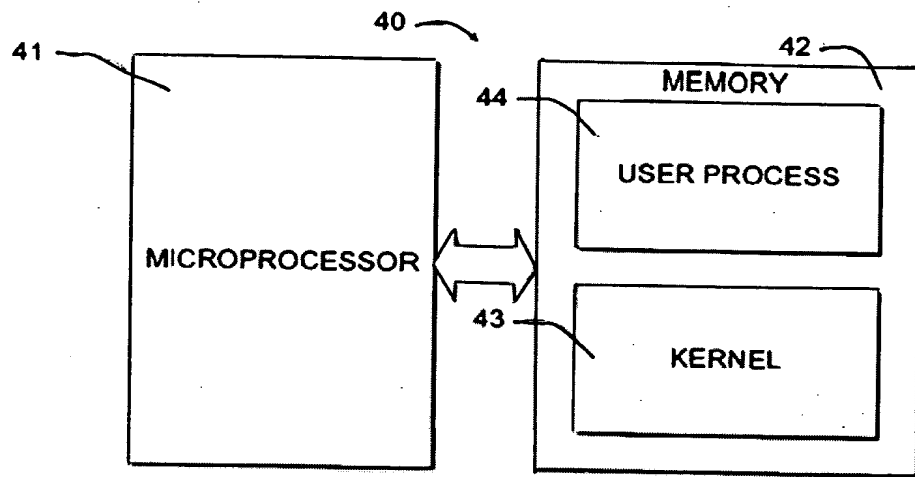 40
41
42
MEMORY
44
USER PROCESS
MICROPROCESSOR
43
KERNEL